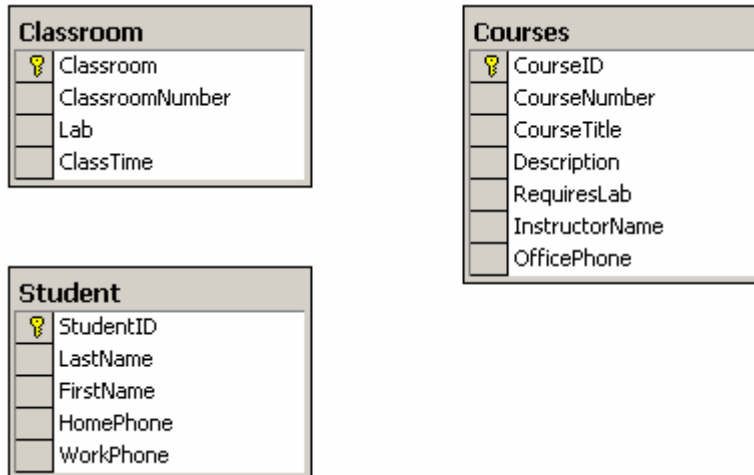 Classroom
Classroom
ClassroomNumber
Lab
ClassTime
Courses
CourseID
CourseNumber
CourseTitle
Description
RequiresLab
InstructorName
OfficePhone
Student
StudentID
LastName
FirstName
HomePhone
WorkPhone